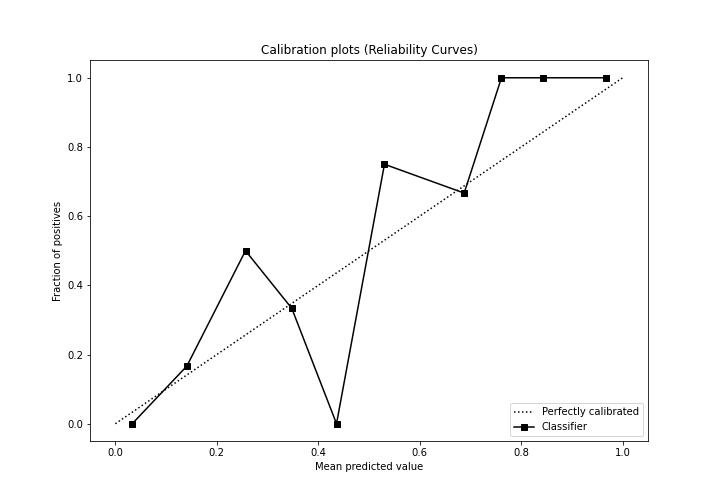 Calibration plots (Reliability Curves)
1.0
0.8
0.6
0.4
0.2
0.0
Fraction of positives
0.0 0.2 0.4 0.6 0.8 1.0
Mean predicted value
Perfectly calibrated
Classifier